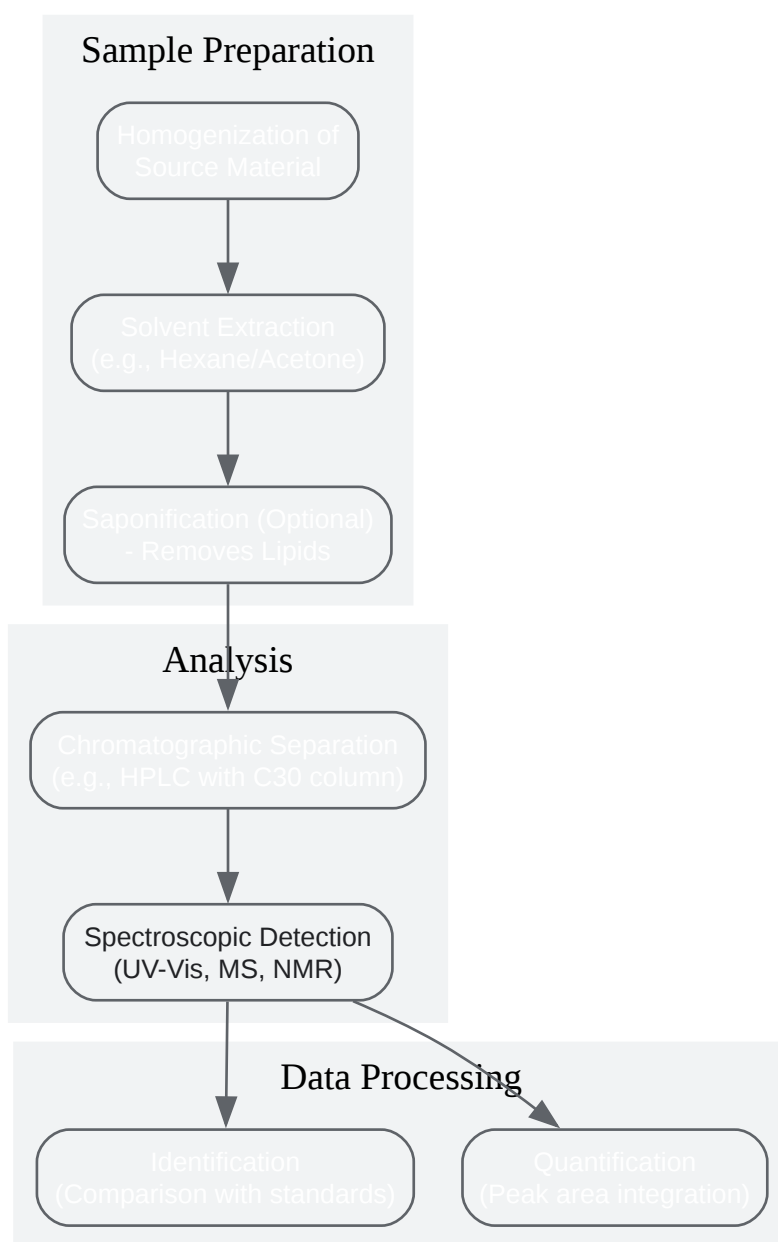 Sample Preparation
Homogenization of
Source Material
Solvent Extraction
(e.g., Hexane/Acetone)
Saponification (Optional)
- Removes Lipids
Analysis
Chromatographic Separation
(e.g., HPLC with C30 column)
Spectroscopic Detection
(UV-Vis, MS, NMR)
Data Processing
Identification
(Comparison with standards)
Quantification
(Peak area integration)